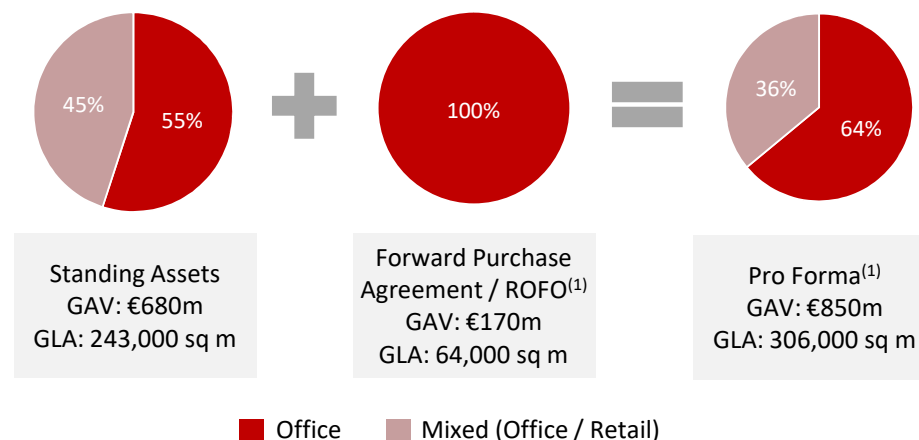 45%
55%
100%
36%
64%
Standing Assets
GAV: €680m
GLA: 243,000 sq m
Forward Purchase
Agreement / ROFO(1)
GAV: €170m
GLA: 64,000 sq m
Pro Forma(1)
GAV: €850m
GLA: 306,000 sq m
Office
Mixed (Office / Retail)